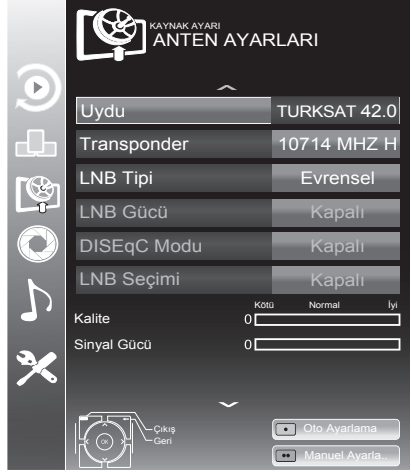 KAYNAK AYARI
ANTEN AYARLARI
Uydu TURKSAT 42.0
Transponder 10714 MHZ H
LNB Tipi Evrensel
LNB Gücü Kapalı
DISEqC Modu Kapalı
LNB Seçimi Kapalı
Kötü Normal İyi
Kalite 0
Sinyal Gücü 0
Çıkış
Geri
OK
Oto Ayarlama
Manuel Ayarla..